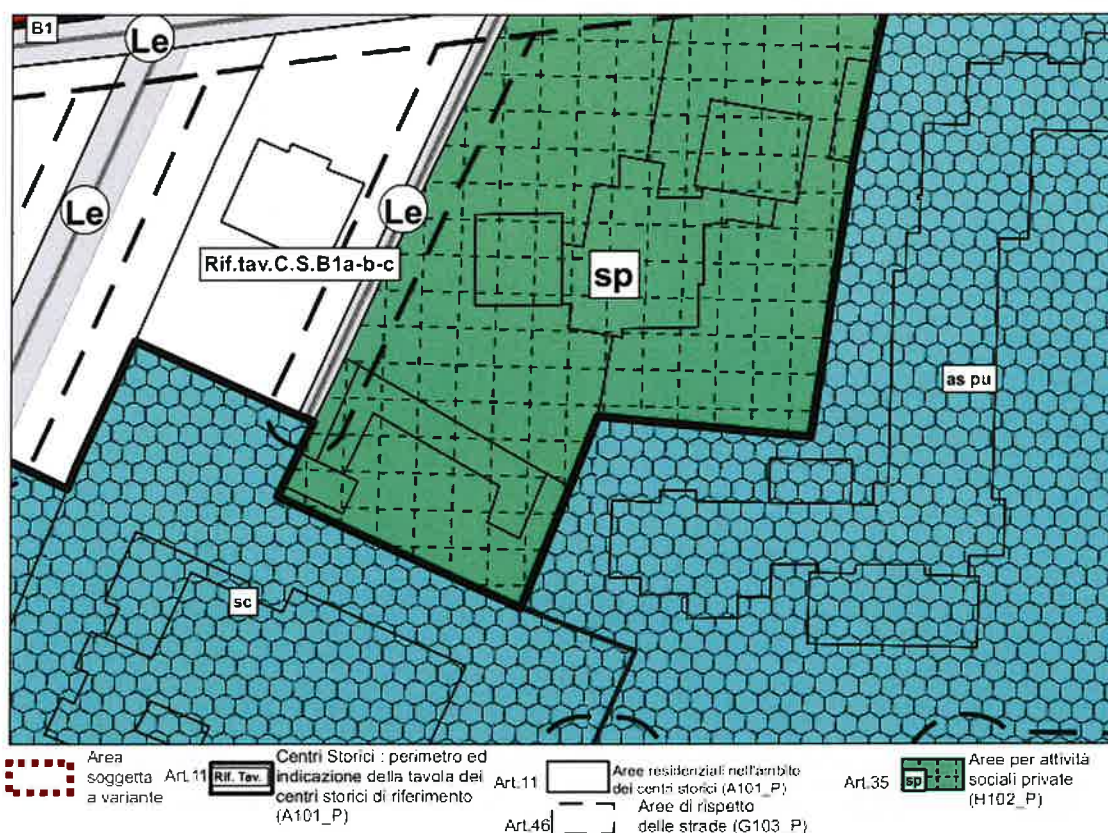 B1
Le
Le
Le
Rif.tav.C.S.B1a-b-c
sp
as pu
sc
Area
soggetta
a variante
Art.11
Rif. Tav.
Centri Storici : perimetro ed
indicazione della tavola dei
centri storici di riferimento
(A101_P)
Art.11
Aree residenziali nell'ambito
dei centri storici (A101_P)
Art.46
Aree di rispetto
delle strade (G103_P)
Art.35
sp
Aree per attività
sociali private
(H102_P)